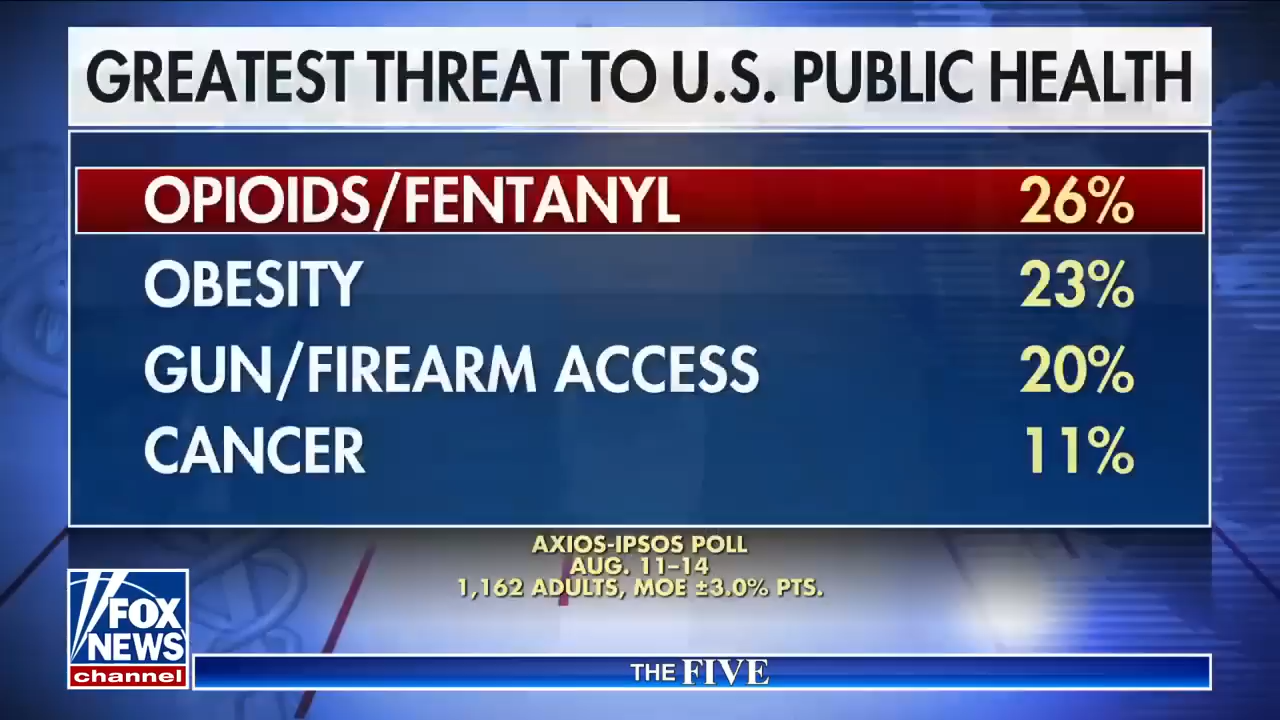 GREATEST THREAT TO U.S. PUBLIC HEALTH
OPIOIDS/FENTANYL 26%
OBESITY 23%
GUN/FIREARM ACCESS 20%
CANCER 11%
AXIOS-IPSOS POLL
AUG. 11–14
1,162 ADULTS, MOE ±3.0% PTS.
FOX
NEWS
channel
THE FIVE